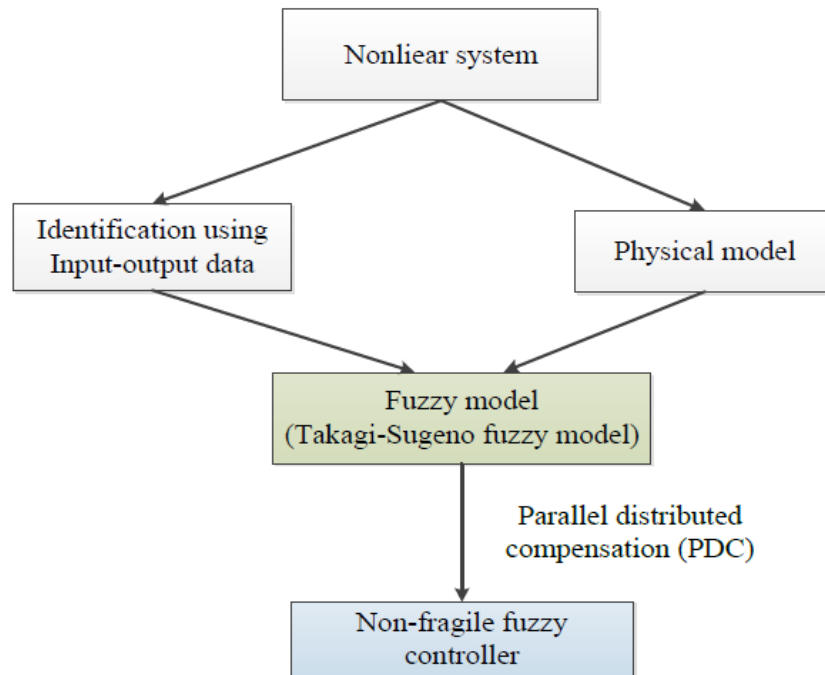 Nonliear system
Identification using
Input-output data
Physical model
Fuzzy model
(Takagi-Sugeno fuzzy model)
Parallel distributed
compensation (PDC)
Non-fragile fuzzy
controller